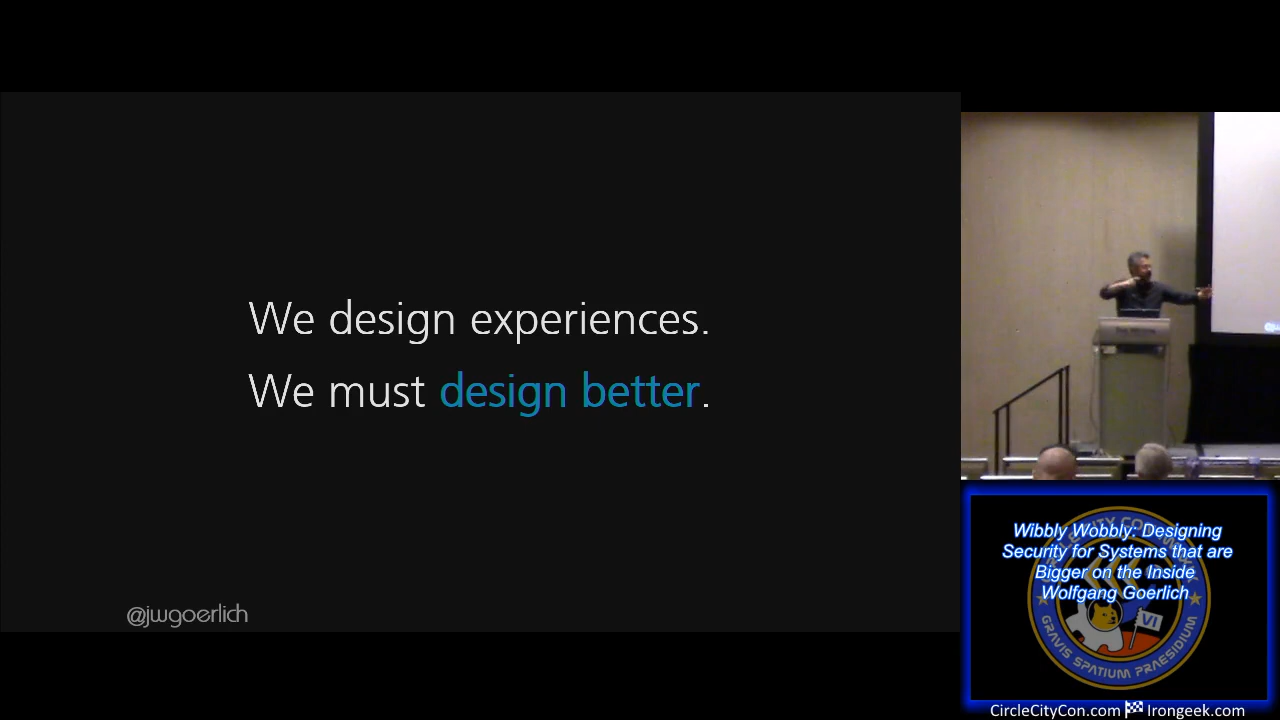 We design experiences.
We must design better.
@jwgoerlich
Wibbly Wobbly: Designing
Security for Systems that are
Bigger on the Inside
Wolfgang Goerlich
VI
GRAVIS SPATIUM PRAESIDIUM
CircleCityCon.com
Irongeek.com